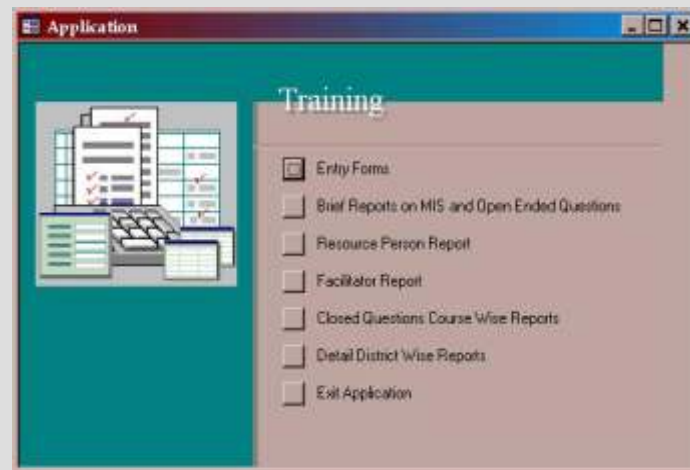 Application
Training
Entry Forms
Brief Reports on MIS and Open Ended Questions
Resource Person Report
Facilitator Report
Closed Questions Course Wise Reports
Detail District Wise Reports
Exit Application